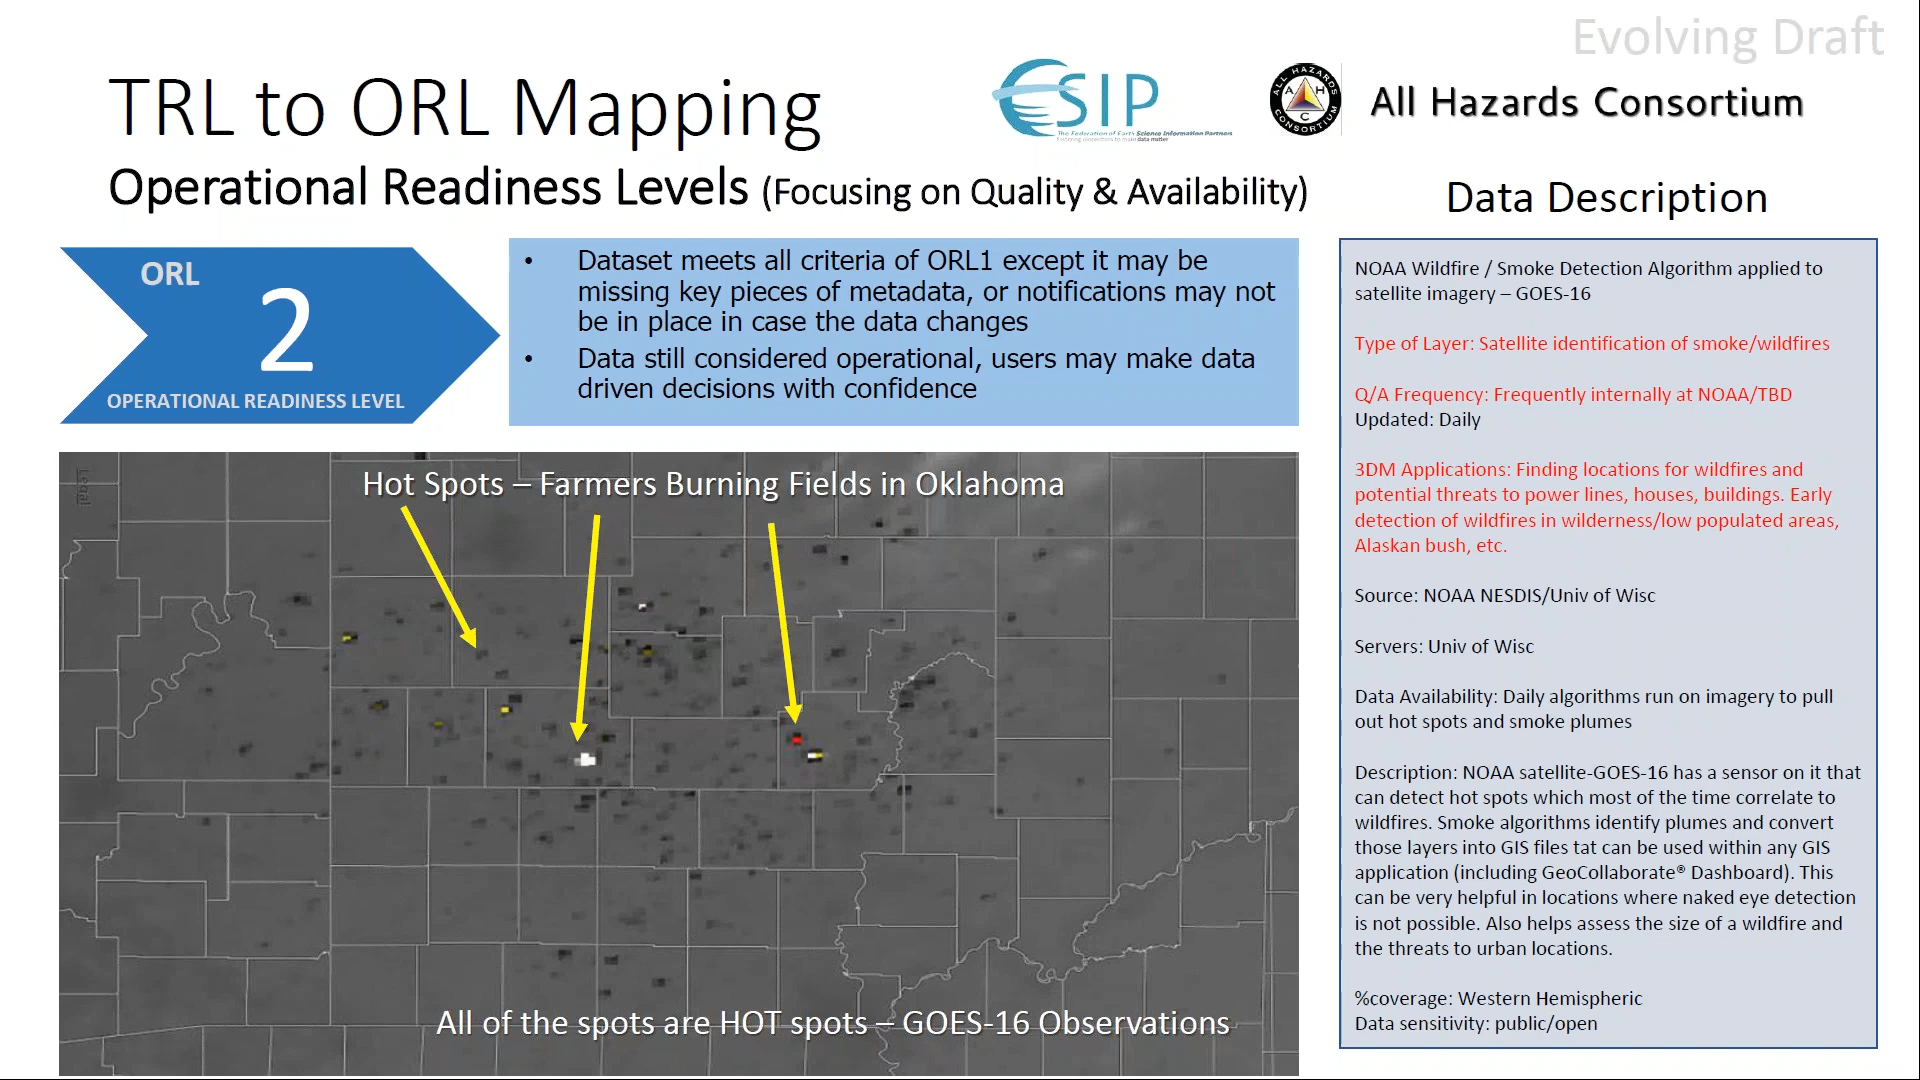 Evolving Draft
TRL to ORL Mapping
ESIP
The Federation of Earth Science Information Partners
ALL HAZARDS CONSORTIUM
A H C
All Hazards Consortium
Operational Readiness Levels (Focusing on Quality & Availability)
Data Description
ORL
2
OPERATIONAL READINESS LEVEL
• Dataset meets all criteria of ORL1 except it may be
missing key pieces of metadata, or notifications may not
be in place in case the data changes
• Data still considered operational, users may make data
driven decisions with confidence
Legal
Hot Spots – Farmers Burning Fields in Oklahoma
All of the spots are HOT spots – GOES-16 Observations
NOAA Wildfire / Smoke Detection Algorithm applied to
satellite imagery – GOES-16
Type of Layer: Satellite identification of smoke/wildfires
Q/A Frequency: Frequently internally at NOAA/TBD
Updated: Daily
3DM Applications: Finding locations for wildfires and
potential threats to power lines, houses, buildings. Early
detection of wildfires in wilderness/low populated areas,
Alaskan bush, etc.
Source: NOAA NESDIS/Univ of Wisc
Servers: Univ of Wisc
Data Availability: Daily algorithms run on imagery to pull
out hot spots and smoke plumes
Description: NOAA satellite-GOES-16 has a sensor on it that
can detect hot spots which most of the time correlate to
wildfires. Smoke algorithms identify plumes and convert
those layers into GIS files tat can be used within any GIS
application (including GeoCollaborate® Dashboard). This
can be very helpful in locations where naked eye detection
is not possible. Also helps assess the size of a wildfire and
the threats to urban locations.
%coverage: Western Hemispheric
Data sensitivity: public/open